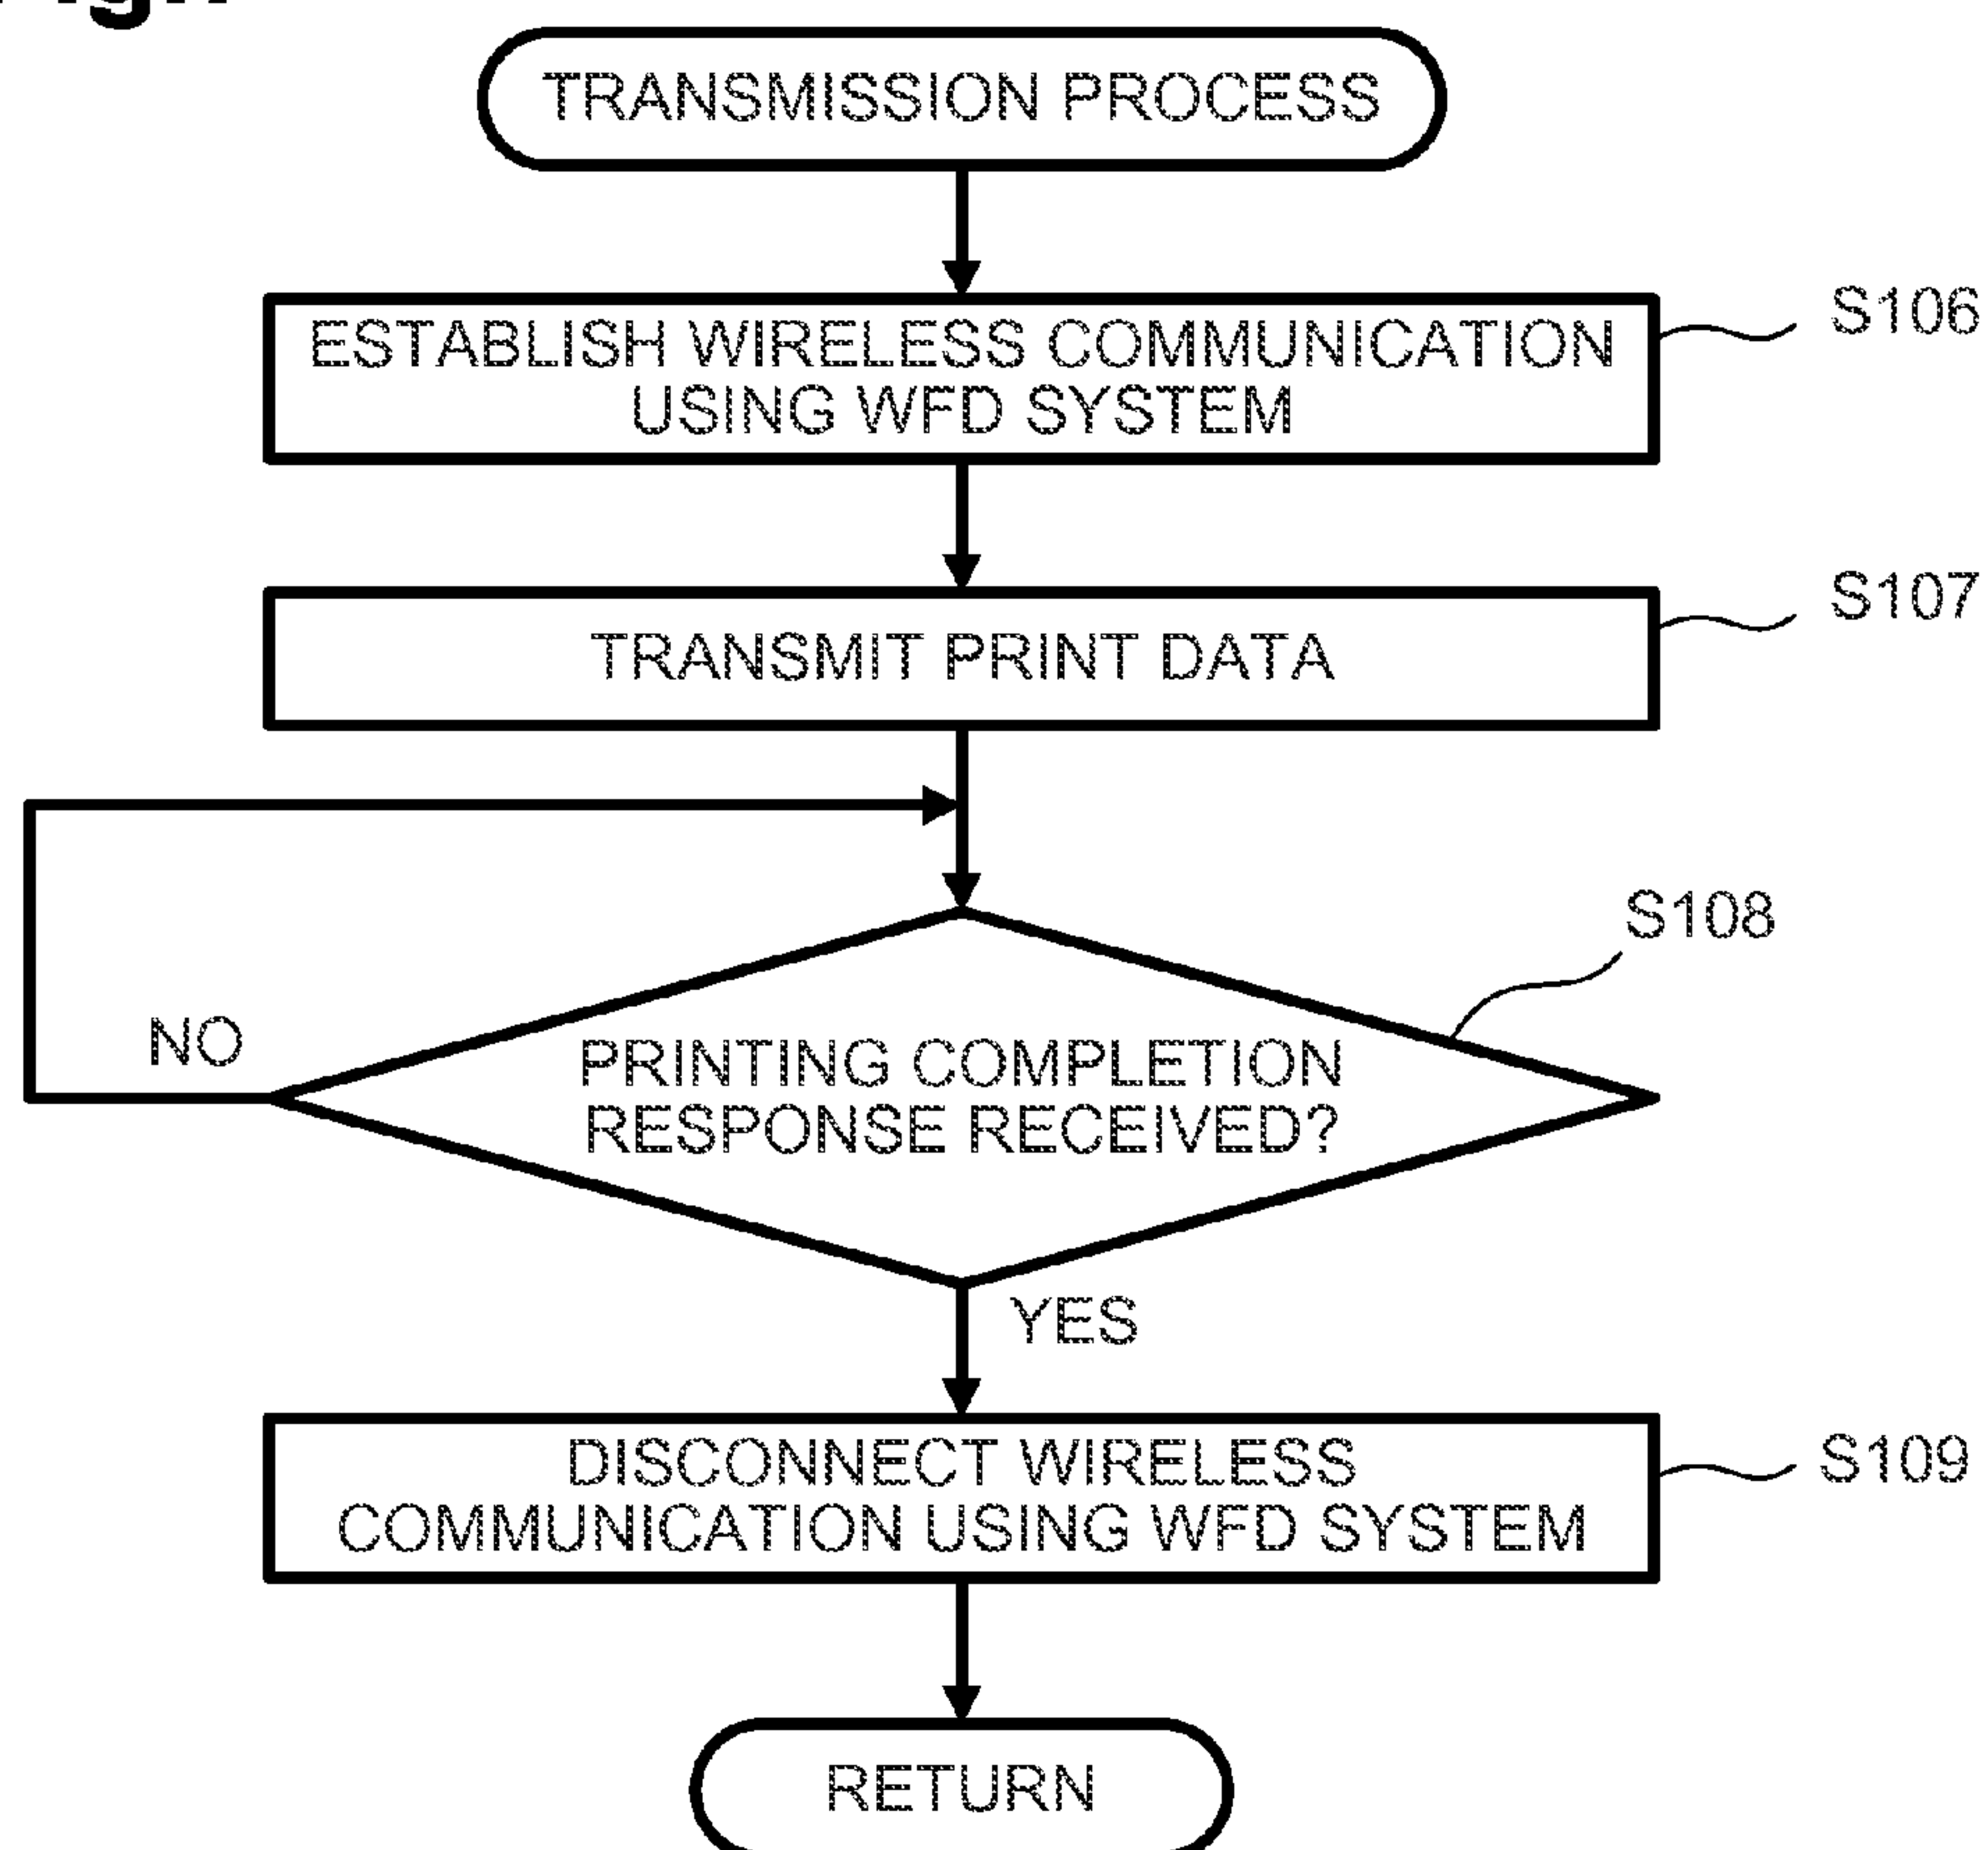 TRANSMISSION PROCESS
ESTABLISH WIRELESS COMMUNICATION
USING WFD SYSTEM
S106
TRANSMIT PRINT DATA
S107
S108
NO
PRINTING COMPLETION
RESPONSE RECEIVED?
YES
DISCONNECT WIRELESS
COMMUNICATION USING WFD SYSTEM
S109
RETURN